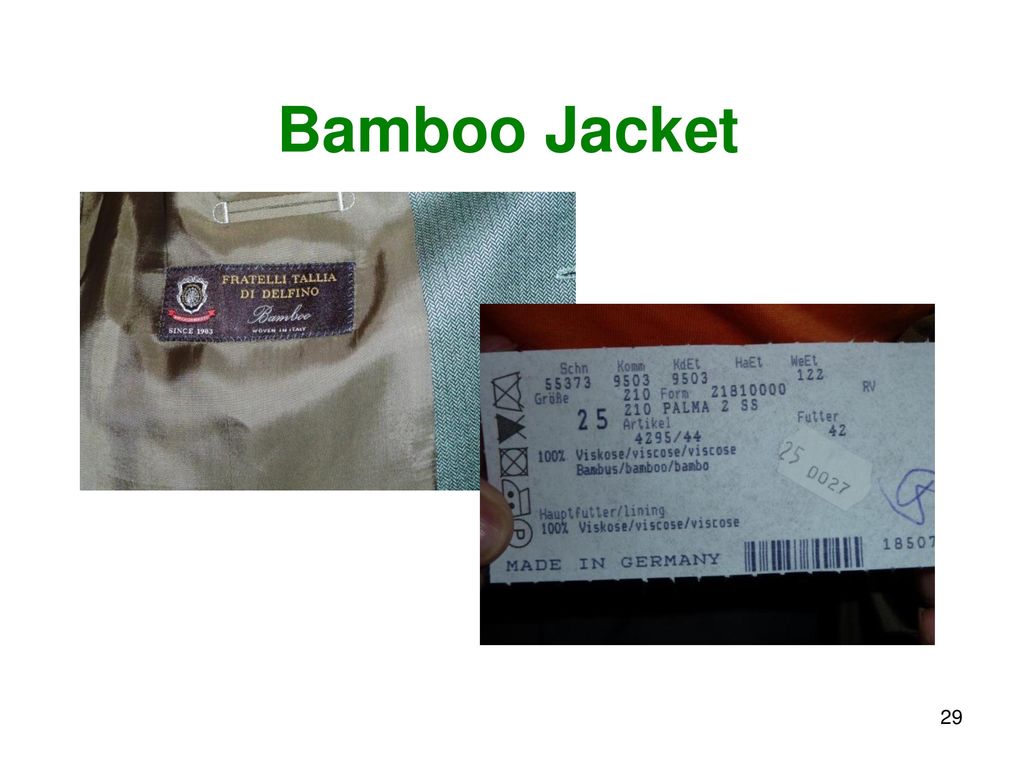 Bamboo Jacket
FRATELLI TALLIA
DI DELFINO
Bamboo
SINCE 1903
WOVEN IN ITALY
Schn Komm KdEt HaEt WeEt
55373 9503 9503 122
Größe 210 Form 21810000 RV
25 210 PALMA 2 SS
Artikel Futter
4295/44 42
100% Viskose/viscose/viscose
Bambus/bamboo/bambo
25 0027
Hauptfutter/lining
100% Viskose/viscose/viscose
MADE IN GERMANY
18507
P
29